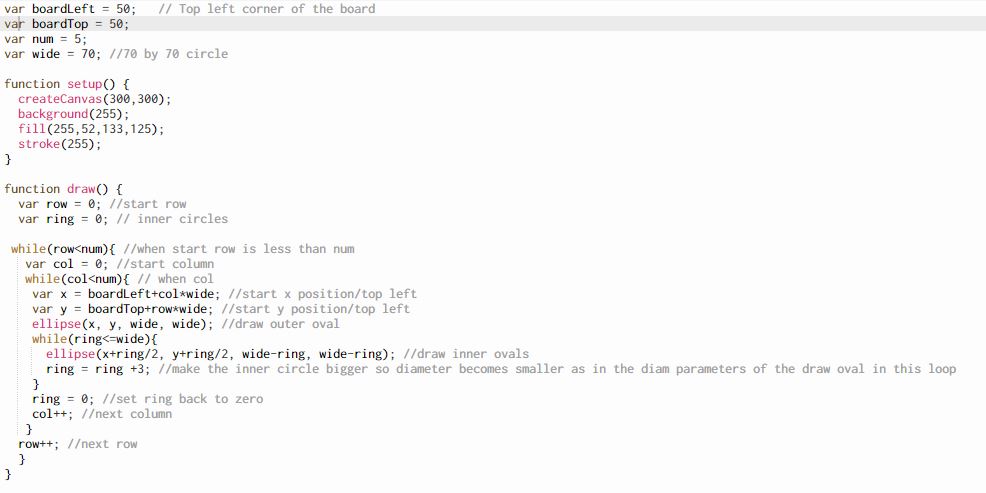 var boardLeft = 50;   // Top left corner of the board
var boardTop = 50;
var num = 5;
var wide = 70; //70 by 70 circle

function setup() {
  createCanvas(300,300);
  background(255);
  fill(255,52,133,125);
  stroke(255);
}

function draw() {
  var row = 0; //start row
  var ring = 0; // inner circles

 while(row<num){ //when start row is less than num
   var col = 0; //start column
   while(col<num){ // when col
    var x = boardLeft+col*wide; //start x position/top left
    var y = boardTop+row*wide; //start y position/top left
    ellipse(x, y, wide, wide); //draw outer oval
    while(ring<=wide){
      ellipse(x+ring/2, y+ring/2, wide-ring, wide-ring); //draw inner ovals
      ring = ring +3; //make the inner circle bigger so diameter becomes smaller as in the diam parameters of the draw oval in this loop
    }
    ring = 0; //set ring back to zero
    col++; //next column
   }
  row++; //next row
  }
}